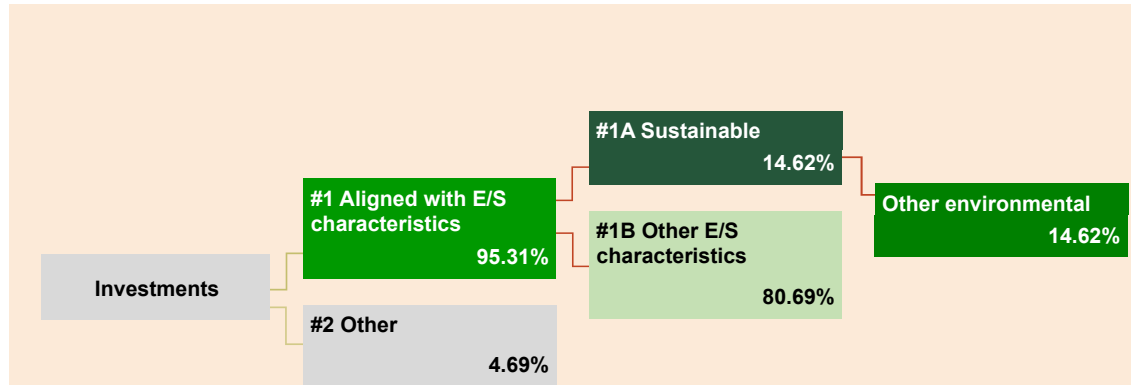 #1A Sustainable
14.62%
#1 Aligned with E/S
characteristics
95.31%
Other environmental
14.62%
#1B Other E/S
characteristics
80.69%
Investments
#2 Other
4.69%